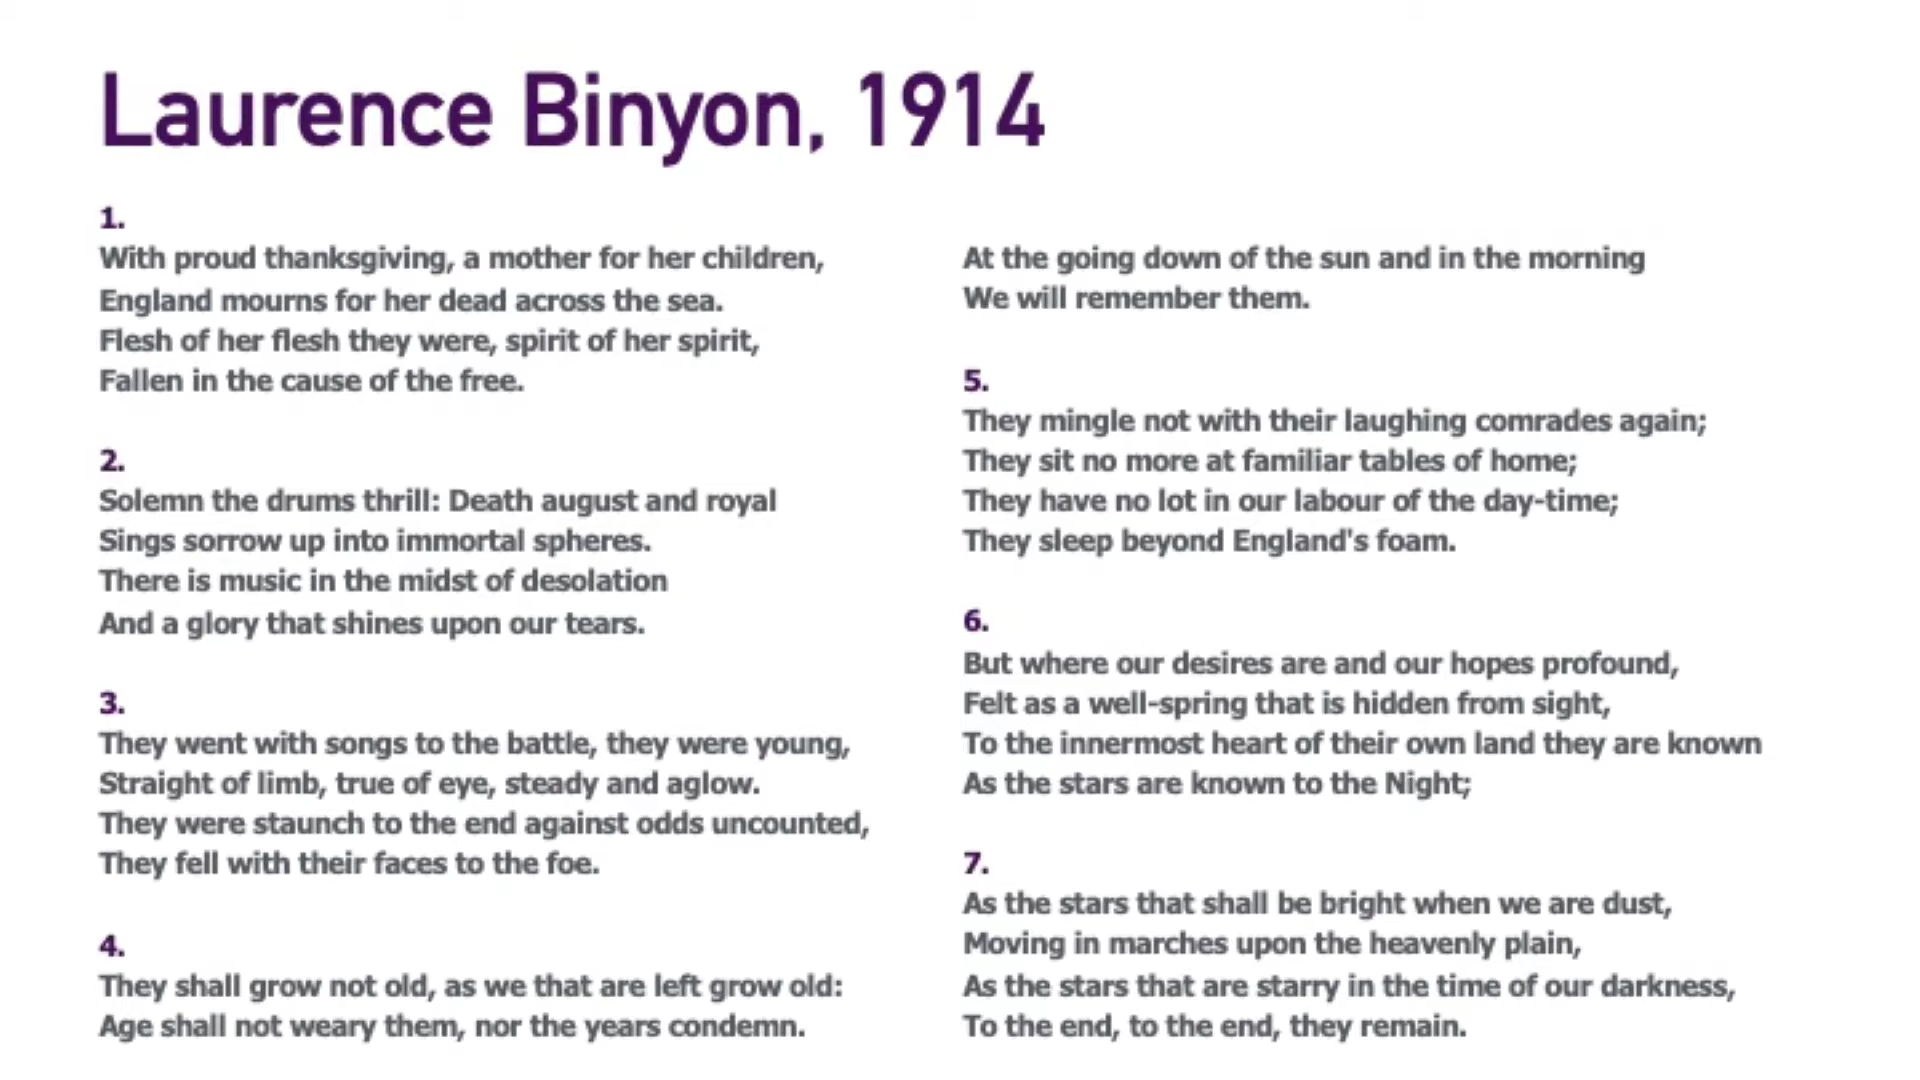 Laurence Binyon, 1914
1.
With proud thanksgiving, a mother for her children,
England mourns for her dead across the sea.
Flesh of her flesh they were, spirit of her spirit,
Fallen in the cause of the free.
2.
Solemn the drums thrill: Death august and royal
Sings sorrow up into immortal spheres.
There is music in the midst of desolation
And a glory that shines upon our tears.
3.
They went with songs to the battle, they were young,
Straight of limb, true of eye, steady and aglow.
They were staunch to the end against odds uncounted,
They fell with their faces to the foe.
4.
They shall grow not old, as we that are left grow old:
Age shall not weary them, nor the years condemn.
At the going down of the sun and in the morning
We will remember them.
5.
They mingle not with their laughing comrades again;
They sit no more at familiar tables of home;
They have no lot in our labour of the day-time;
They sleep beyond England's foam.
6.
But where our desires are and our hopes profound,
Felt as a well-spring that is hidden from sight,
To the innermost heart of their own land they are known
As the stars are known to the Night;
7.
As the stars that shall be bright when we are dust,
Moving in marches upon the heavenly plain,
As the stars that are starry in the time of our darkness,
To the end, to the end, they remain.